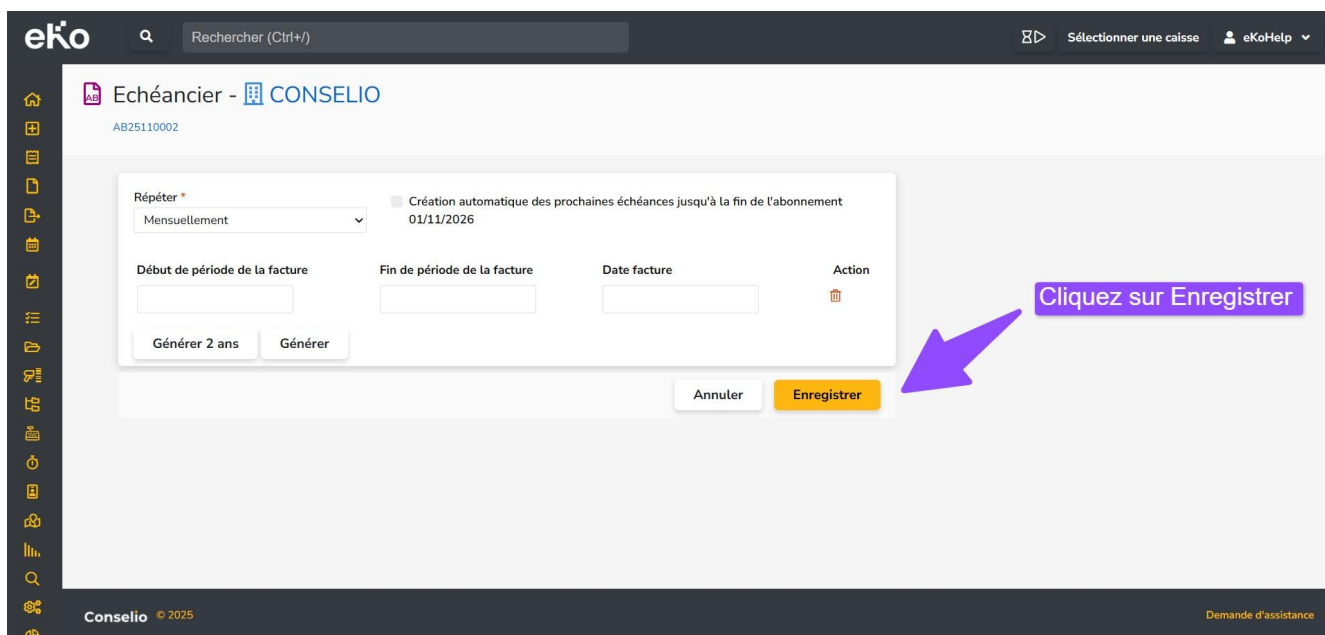 eKo
Rechercher (Ctrl+/)
Sélectionner une caisse
eKoHelp
AB
Echéancier - CONSELIO
AB25110002
Répéter *
Mensuellement
Création automatique des prochaines échéances jusqu'à la fin de l'abonnement
01/11/2026
Début de période de la facture
Fin de période de la facture
Date facture
Action
Cliquez sur Enregistrer
Générer 2 ans
Générer
Annuler
Enregistrer
Conselio © 2025
Demande d'assistance